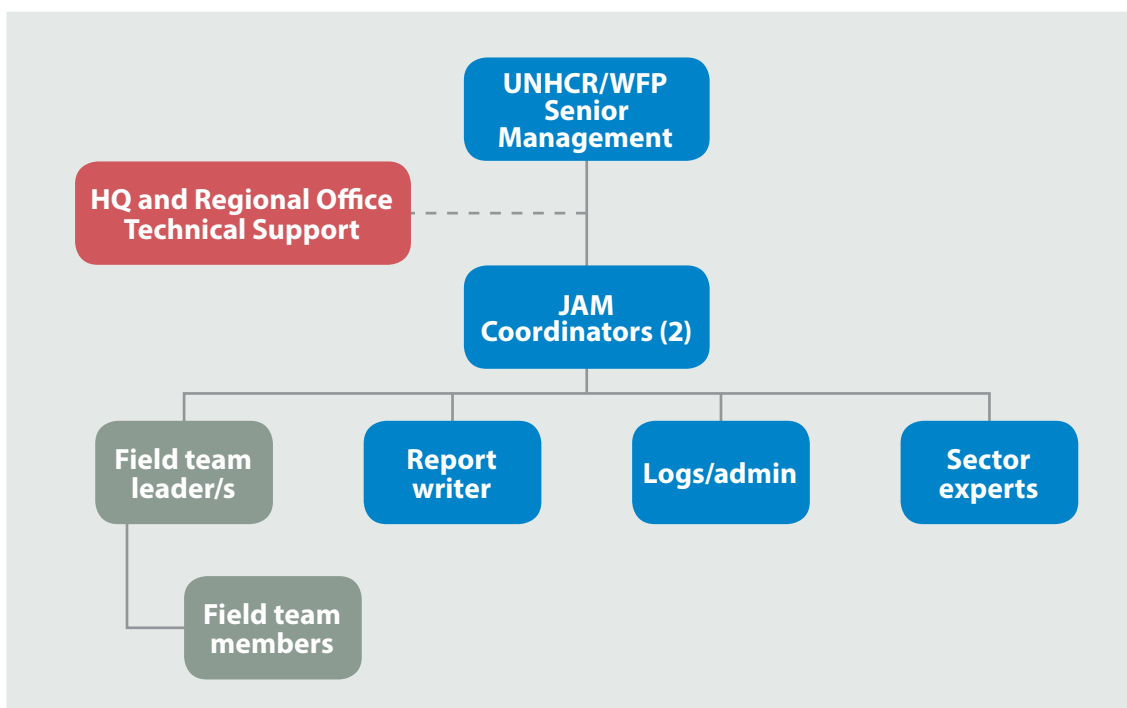 UNHCR/WFP
Senior
Management
HQ and Regional Office
Technical Support
JAM
Coordinators (2)
Field team
leader/s
Report
writer
Logs/admin
Sector
experts
Field team
members